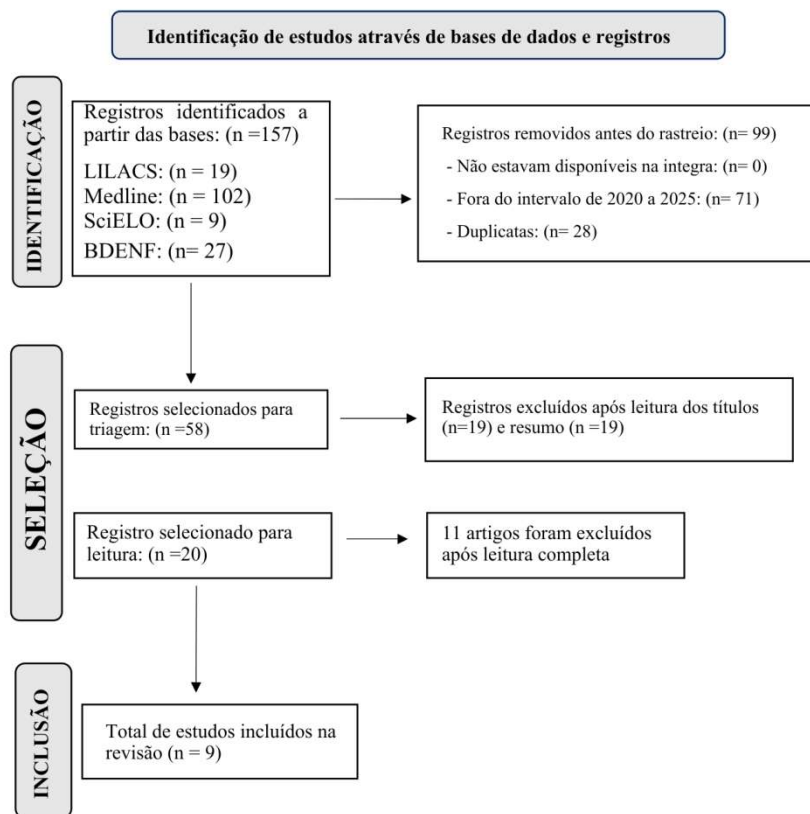 Identificação de estudos através de bases de dados e registros
IDENTIFICAÇÃO
Registros identificados a
partir das bases: (n =157)
LILACS: (n = 19)
Medline: (n = 102)
SciELO: (n = 9)
BDENF: (n= 27)
Registros removidos antes do rastreio: (n= 99)
- Não estavam disponíveis na integra: (n= 0)
- Fora do intervalo de 2020 a 2025: (n= 71)
- Duplicatas: (n= 28)
SELEÇÃO
Registros selecionados para
triagem: (n =58)
Registros excluídos após leitura dos títulos
(n=19) e resumo (n =19)
Registro selecionado para
leitura: (n =20)
11 artigos foram excluídos
após leitura completa
INCLUSÃO
Total de estudos incluídos na
revisão (n = 9)